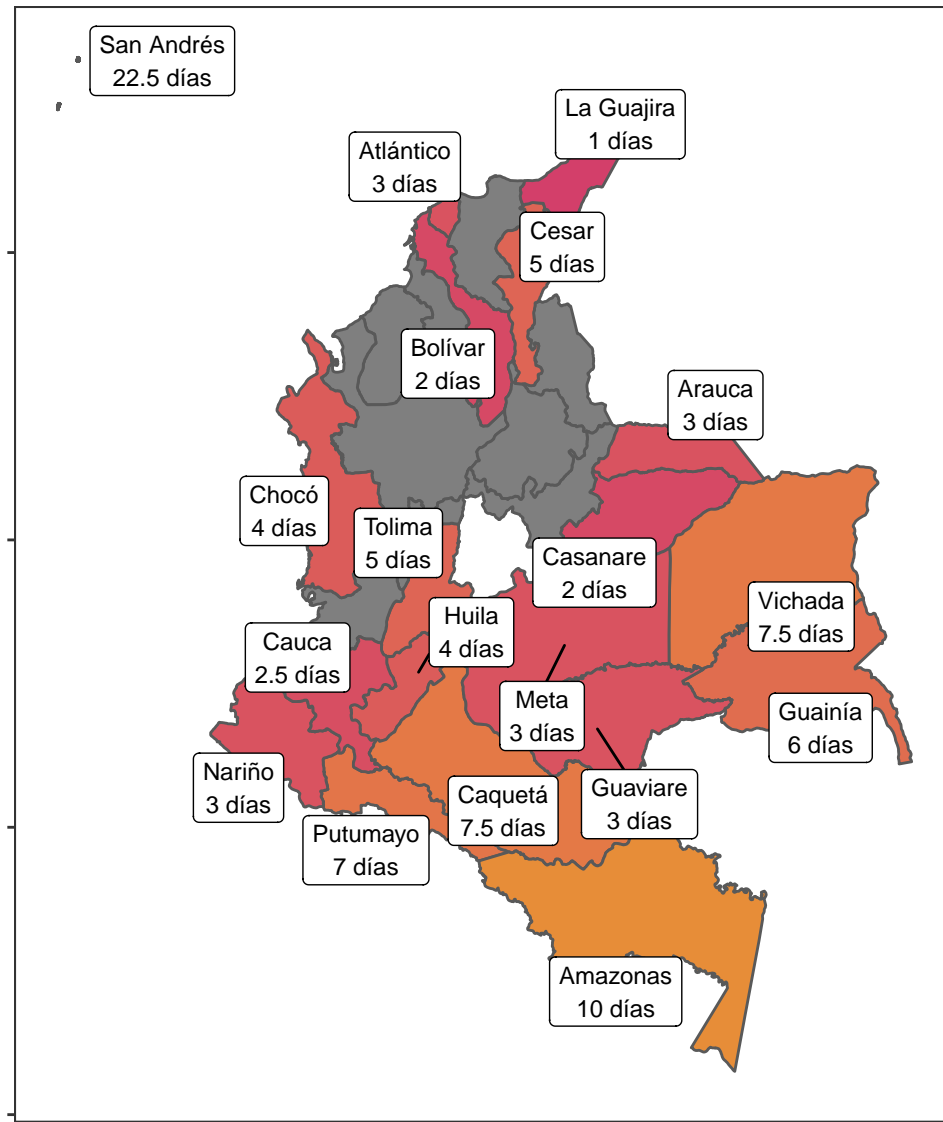 San Andrés
22.5 días
La Guajira
1 días
Atlántico
3 días
Cesar
5 días
Bolívar
2 días
Arauca
3 días
Chocó
4 días
Tolima
5 días
Casanare
2 días
Vichada
7.5 días
Huila
4 días
Cauca
2.5 días
Meta
3 días
Guainía
6 días
Nariño
3 días
Caquetá
7.5 días
Guaviare
3 días
Putumayo
7 días
Amazonas
10 días